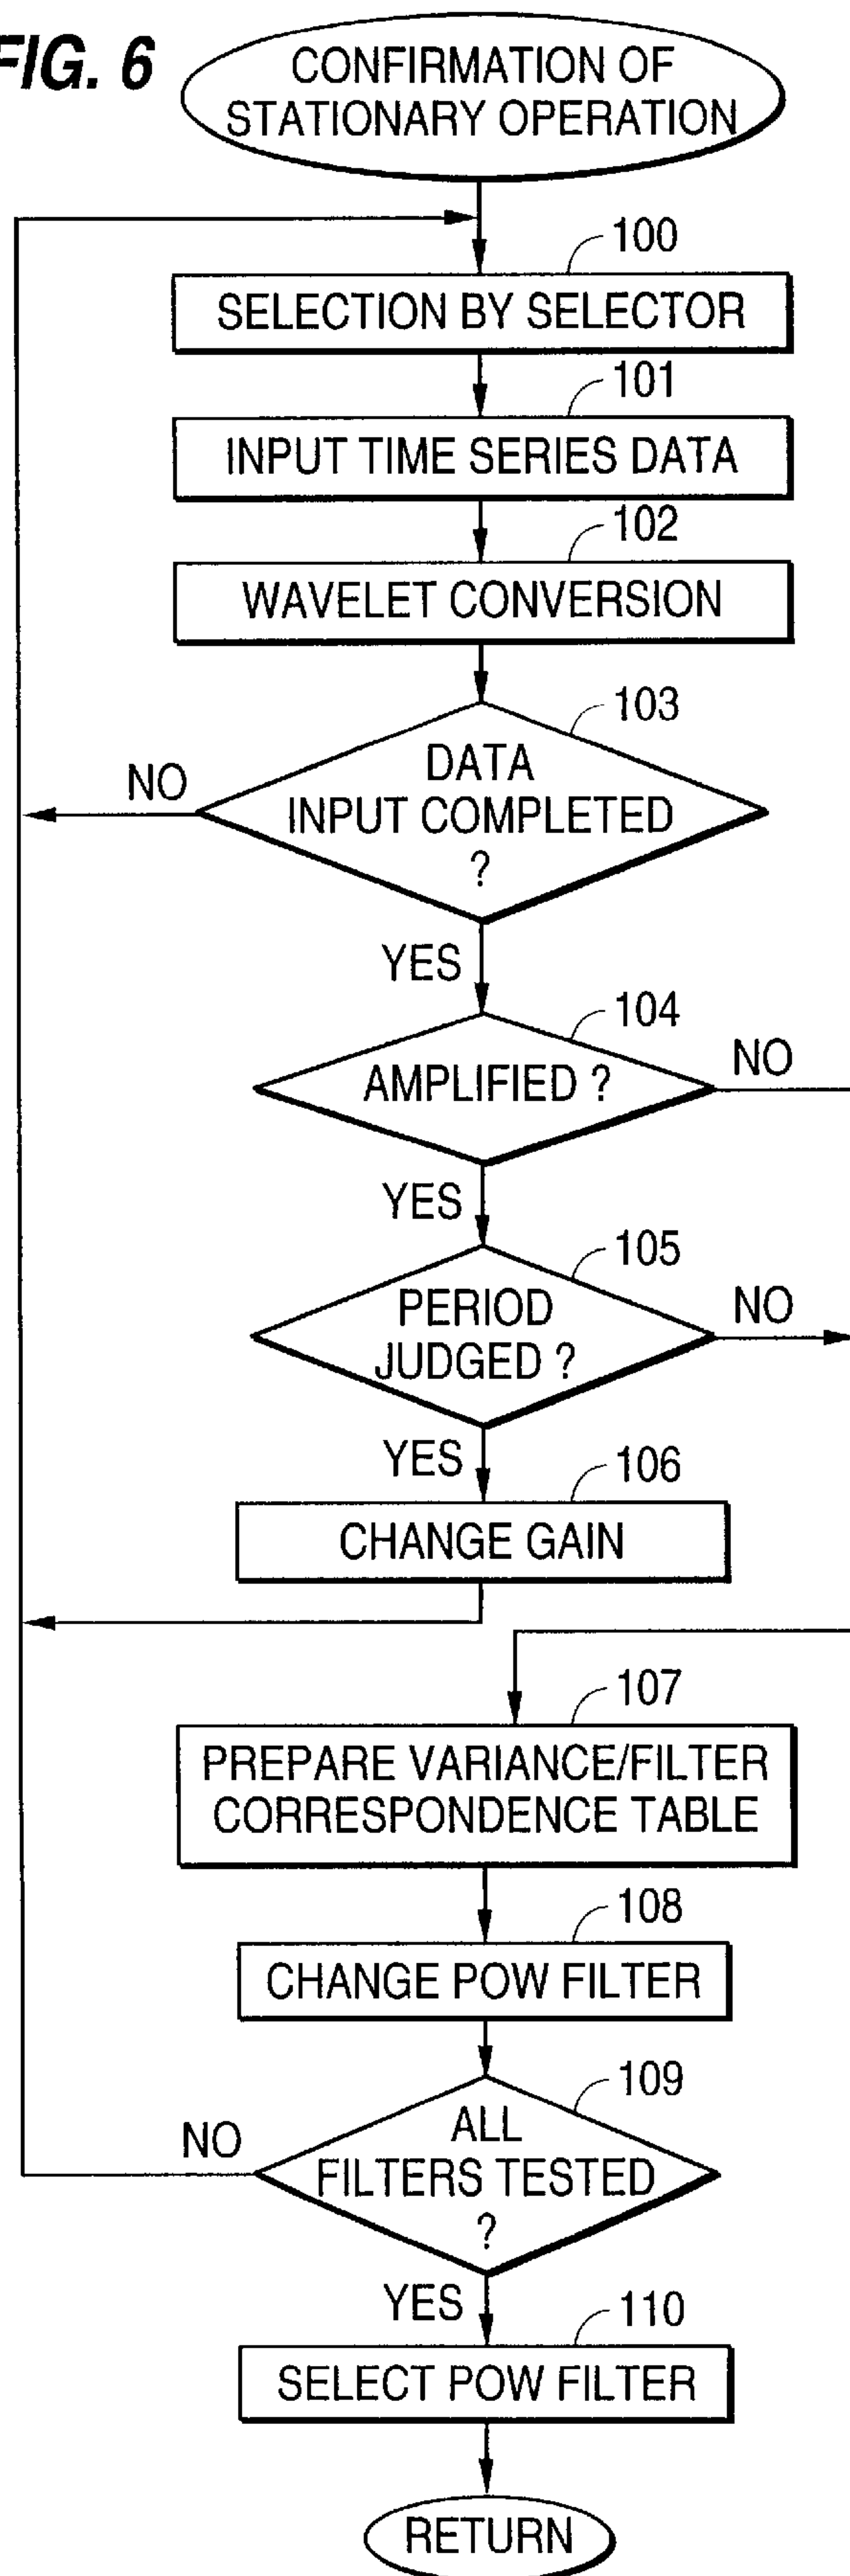 FIG. 6
CONFIRMATION OF
STATIONARY OPERATION
100
SELECTION BY SELECTOR
101
INPUT TIME SERIES DATA
102
WAVELET CONVERSION
103
DATA
INPUT COMPLETED
?
NO
YES
104
AMPLIFIED ?
NO
YES
105
PERIOD
JUDGED ?
NO
YES
106
CHANGE GAIN
107
PREPARE VARIANCE/FILTER
CORRESPONDENCE TABLE
108
CHANGE POW FILTER
109
ALL
FILTERS TESTED
?
NO
YES
110
SELECT POW FILTER
RETURN